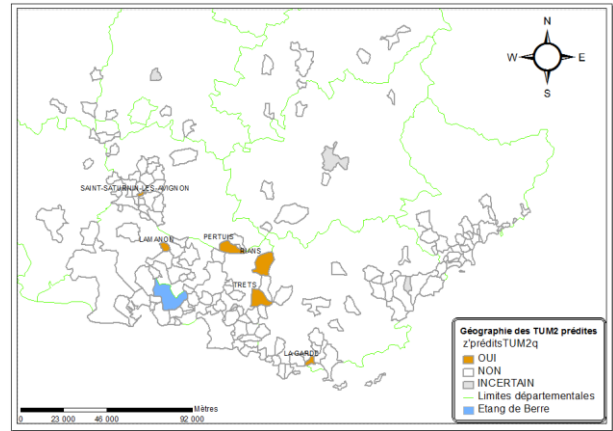 N
W E
S
SAINT-SATURNIN-LES-AVIGNON
LAMANON
PERTUIS
RIANS
TRETS
LA GARDE
Géographie des TUM2 prédites
z'préditsTUM2q
OUI
NON
INCERTAIN
Limites départementales
Etang de Berre
Mètres
0 23 000 46 000 92 000